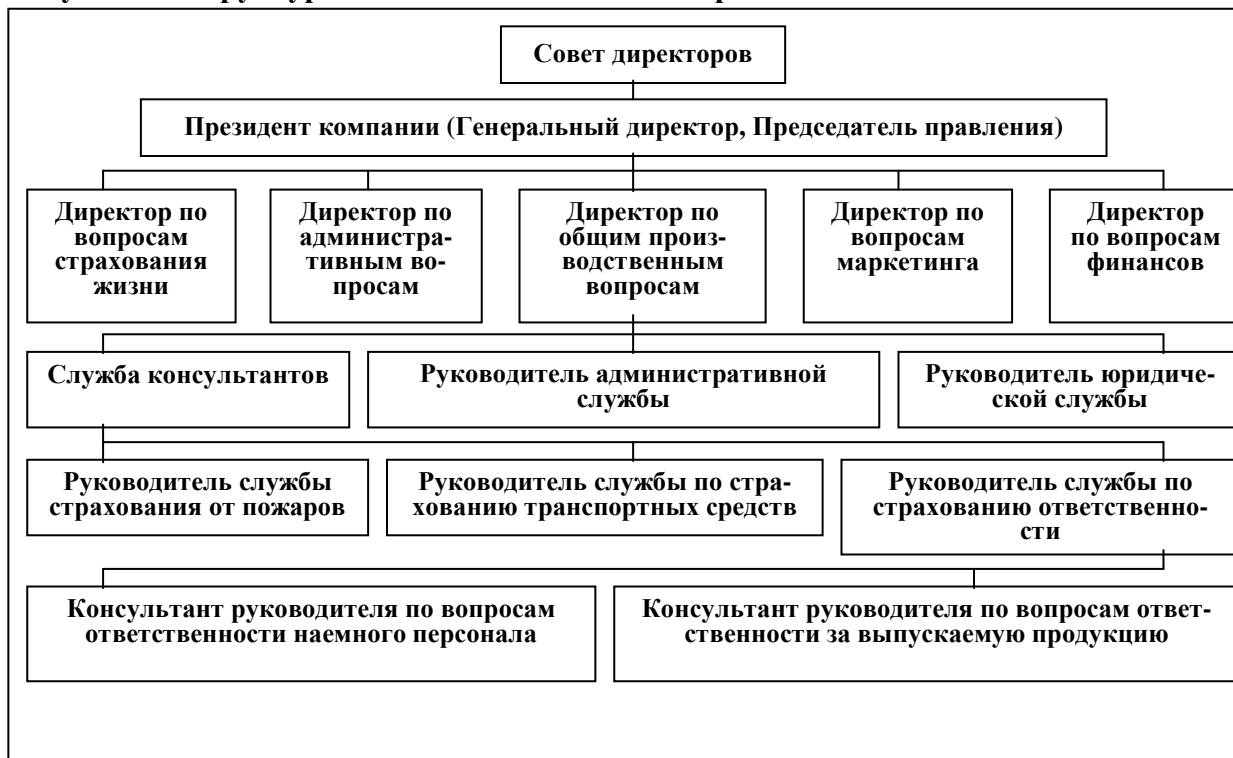 Совет директоров
Президент компании (Генеральный директор, Председатель правления)
Директор по
вопросам
страхования
жизни
Директор по
администра-
тивным во-
просам
Директор по
общим произ-
водственным
вопросам
Директор по
вопросам
маркетинга
Директор
по вопросам
финансов
Служба консультантов
Руководитель административной
службы
Руководитель юридиче-
ской службы
Руководитель службы
страхования от пожаров
Руководитель службы по стра-
хованию транспортных средств
Руководитель службы по
страхованию ответственно-
сти
Консультант руководителя по вопросам
ответственности наемного персонала
Консультант руководителя по вопросам ответ-
ственности за выпускаемую продукцию